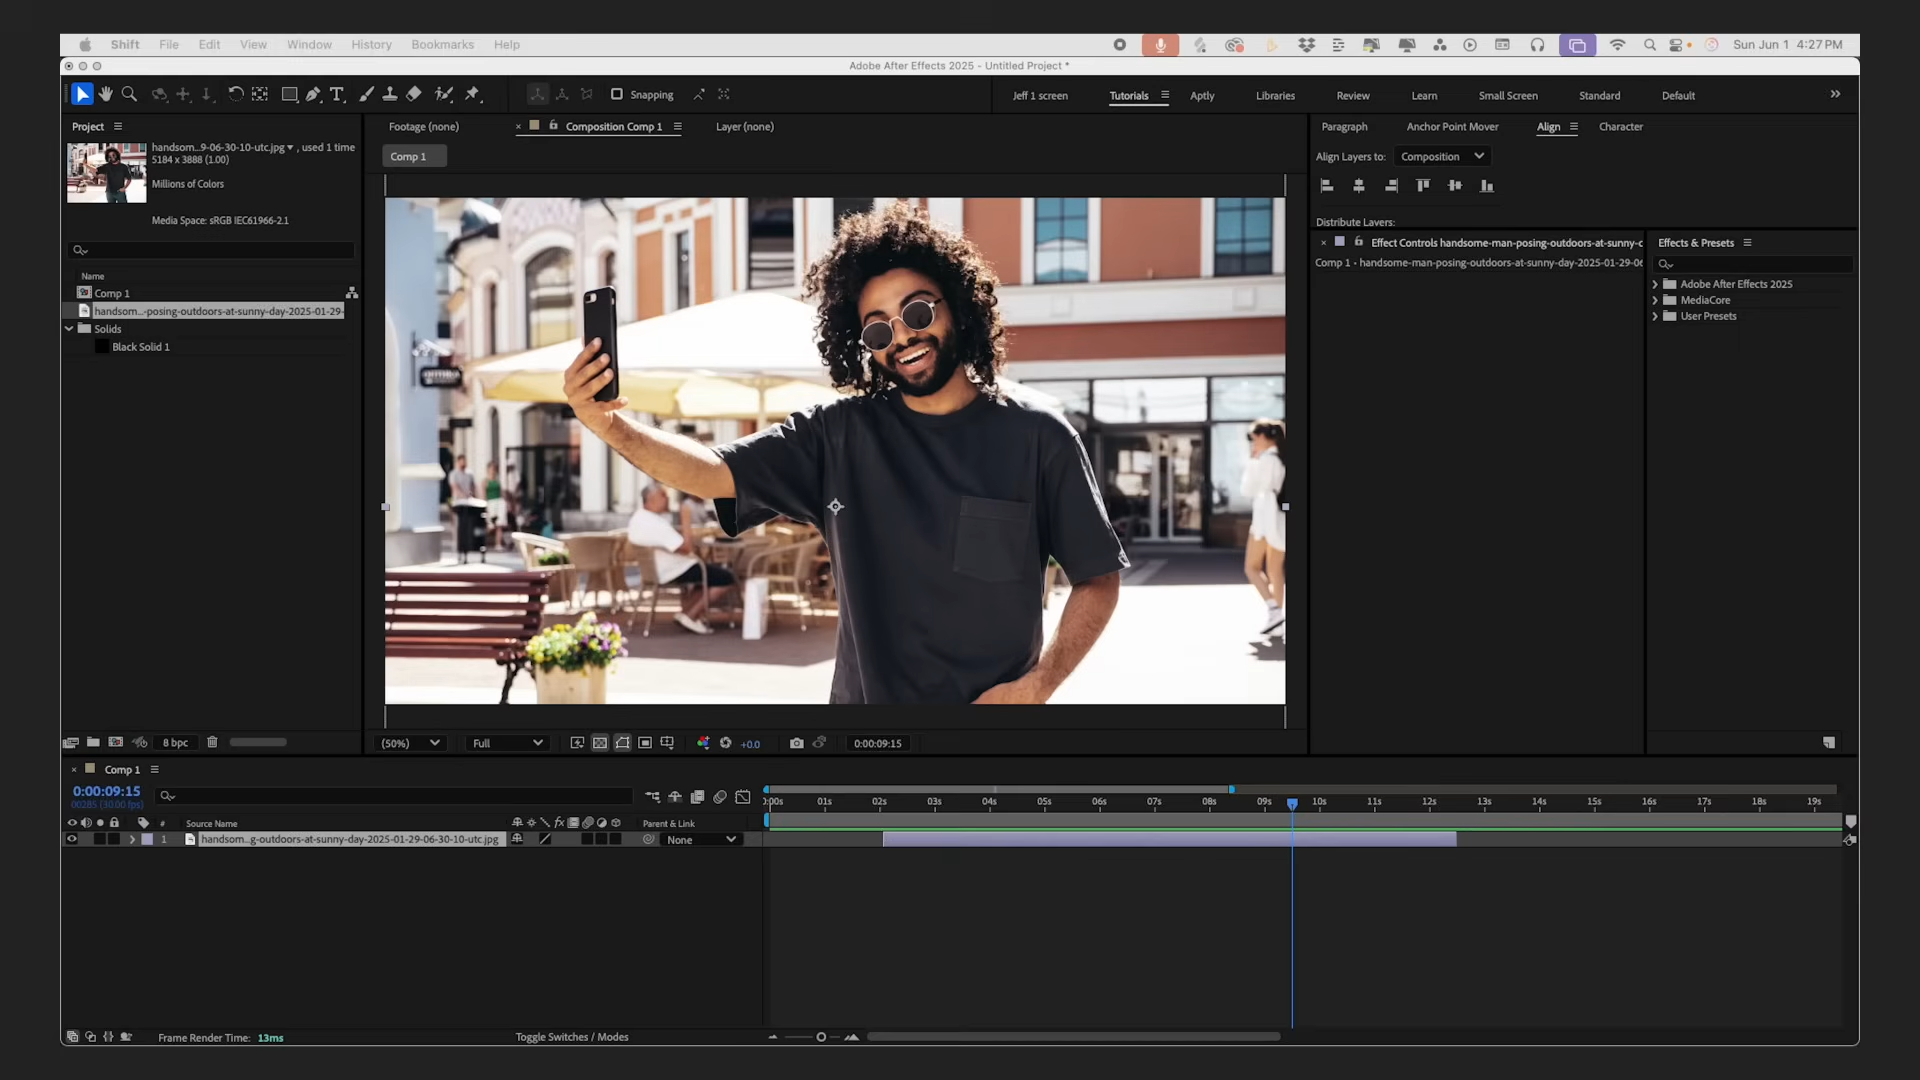 Shift File Edit View Window History Bookmarks Help Sun Jun 1 4:27 PM
Adobe After Effects 2025 - Untitled Project *
Snapping Jeff 1 screen Tutorials Aptly Libraries Review Learn Small Screen Standard Default
Project
handsom...9-06-30-10-utc.jpg , used 1 time
5184 x 3888 (1.00)
Millions of Colors
Media Space: sRGB IEC61966-2.1
Name
Comp 1
handsom...-posing-outdoors-at-sunny-day-2025-01-29-
Solids
Black Solid 1
8 bpc
Footage (none) Composition Comp 1 Layer (none)
Comp 1
(50%) Full +0.0 0:00:09:15
Paragraph Anchor Point Mover Align Character
Align Layers to: Composition
Distribute Layers:
Effect Controls handsome-man-posing-outdoors-at-sunny-c
Comp 1 - handsome-man-posing-outdoors-at-sunny-day-2025-01-29-06
Effects & Presets
Adobe After Effects 2025
MediaCore
User Presets
Comp 1
0:00:09:15
00285 (30.00 fps)
:00s 01s 02s 03s 04s 05s 06s 07s 08s 09s 10s 11s 12s 13s 14s 15s 16s 17s 18s 19s
# Source Name fx Parent & Link
1 handsom...g-outdoors-at-sunny-day-2025-01-29-06-30-10-utc.jpg None
Frame Render Time: 13ms Toggle Switches / Modes